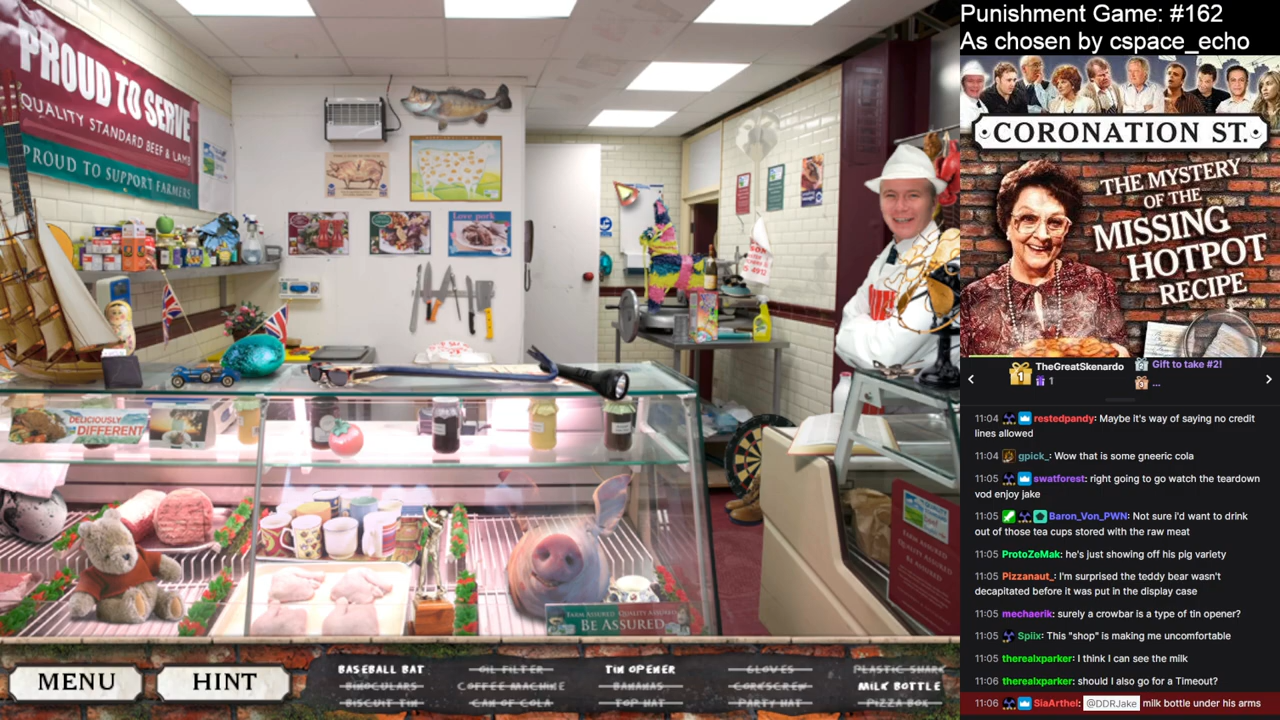 Punishment Game: #162
As chosen by cspace_echo
PROUD TO SERVE
QUALITY STANDARD BEEF & LAMB
PROUD TO SUPPORT FARMERS
Love pork
DELICIOUSLY
DIFFERENT
FARM ASSURED QUALITY ASSURED
BE ASSURED.
CORONATION ST.
THE MYSTERY
OF THE
MISSING
HOTPOT
RECIPE
TheGreatSkenardo
1
1
Gift to take #2!
...
11:04 restedpandy: Maybe it's way of saying no credit
lines allowed
11:04 gpick_: Wow that is some gneeric cola
11:05 swatforest: right going to go watch the teardown
vod enjoy jake
11:05 Baron_Von_PWN: Not sure i'd want to drink
out of those tea cups stored with the raw meat
11:05 ProtoZeMak: he's just showing off his pig variety
11:05 Pizzanaut_: I'm surprised the teddy bear wasn't
decapitated before it was put in the display case
11:05 mechaerik: surely a crowbar is a type of tin opener?
11:05 Spiix: This "shop" is making me uncomfortable
11:05 therealxparker: I think I can see the milk
11:06 therealxparker: should I also go for a Timeout?
11:06 SiaArthel: @DDRJake milk bottle under his arms
MENU
HINT
BASEBALL BAT
OIL FILTER
TIN OPENER
GLOVES
PLASTIC SHARK
BINOCULARS
COFFEE MACHINE
BANANAS
CORKSCREW
MILK BOTTLE
BISCUIT TIN
CAN OF COLA
TOP HAT
PARTY HAT
PIZZA BOX